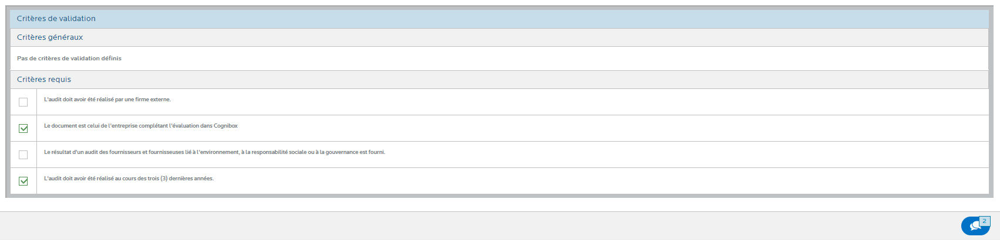 Critères de validation
Critères généraux
Pas de critères de validation définis
Critères requis
L'audit doit avoir été réalisé par une firme externe.
Le document est celui de l'entreprise complétant l'évaluation dans Cognibox
Le résultat d'un audit des fournisseurs et fournisseuses lié à l'environnement, à la responsabilité sociale ou à la gouvernance est fourni.
L'audit doit avoir été réalisé au cours des trois (3) dernières années.
2